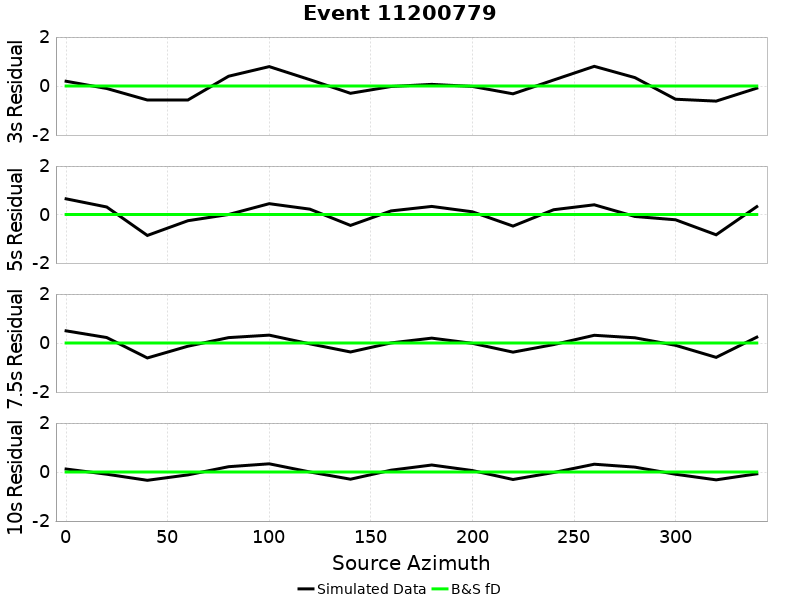 Event 11200779
3s Residual
2
0
-2
5s Residual
2
0
-2
7.5s Residual
2
0
-2
10s Residual
2
0
-2
0 50 100 150 200 250 300
Source Azimuth
Simulated Data B&S fD